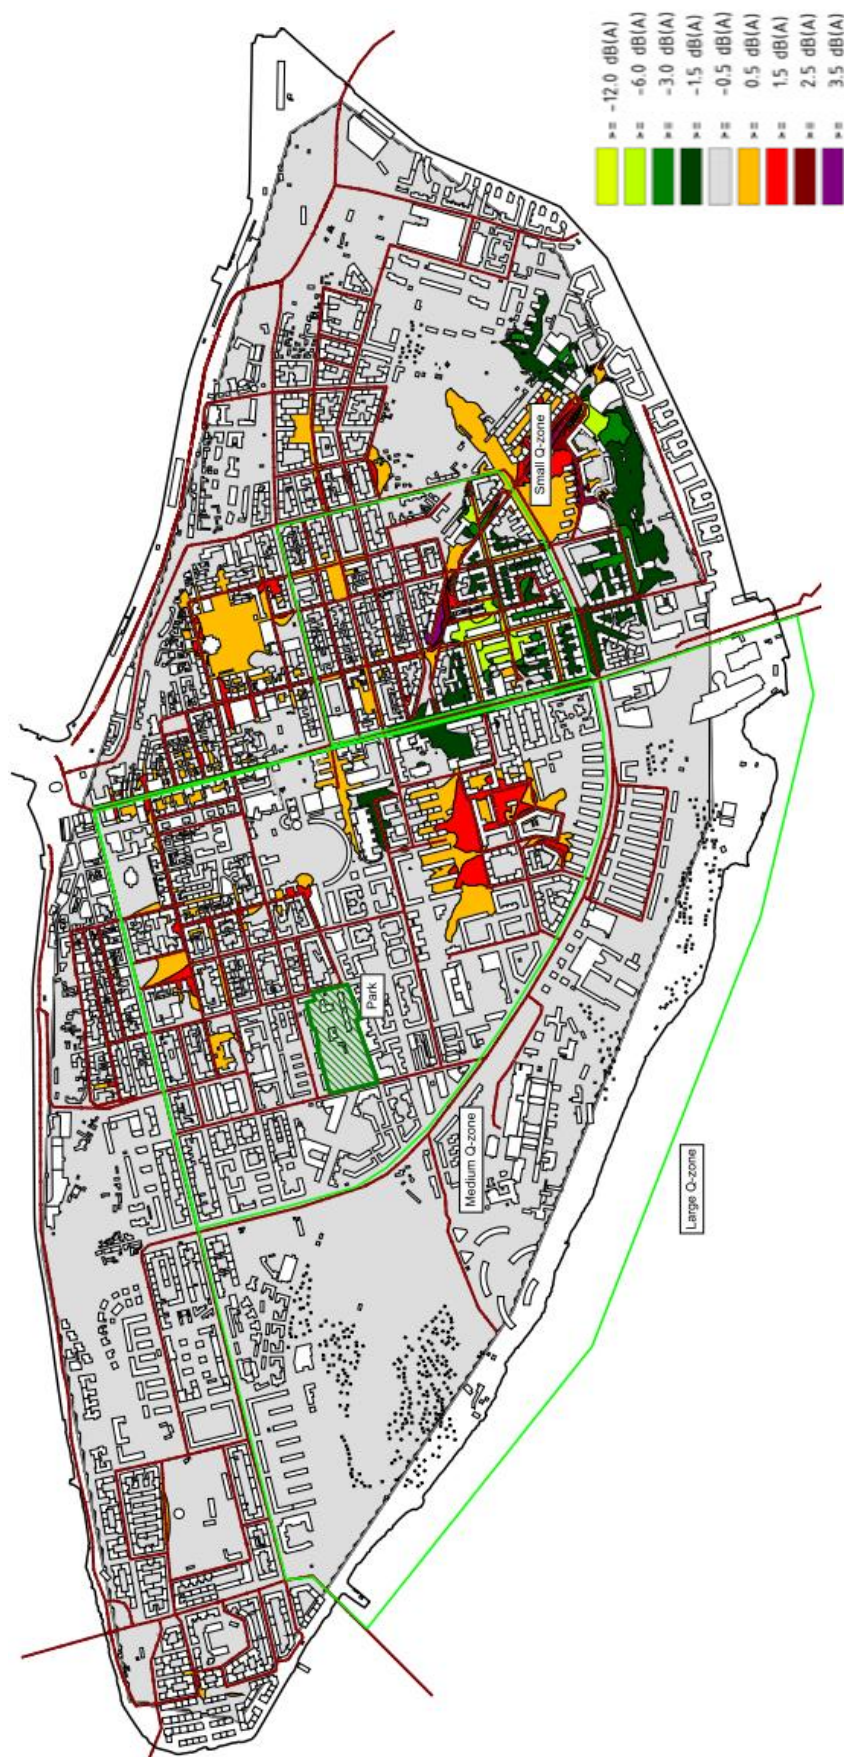 >= -12.0 dB(A)
>= -6.0 dB(A)
>= -3.0 dB(A)
>= -1.5 dB(A)
>= -0.5 dB(A)
>= 0.5 dB(A)
>= 1.5 dB(A)
>= 2.5 dB(A)
>= 3.5 dB(A)
Small Q-zone
Park
Medium Q-zone
Large Q-zone